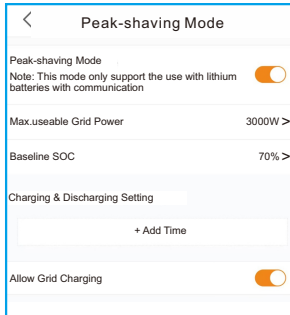 Peak-shaving Mode
Peak-shaving Mode
Note: This mode only support the use with lithium
batteries with communication
Max.useable Grid Power 3000W >
Baseline SOC 70% >
Charging & Discharging Setting
+ Add Time
Allow Grid Charging